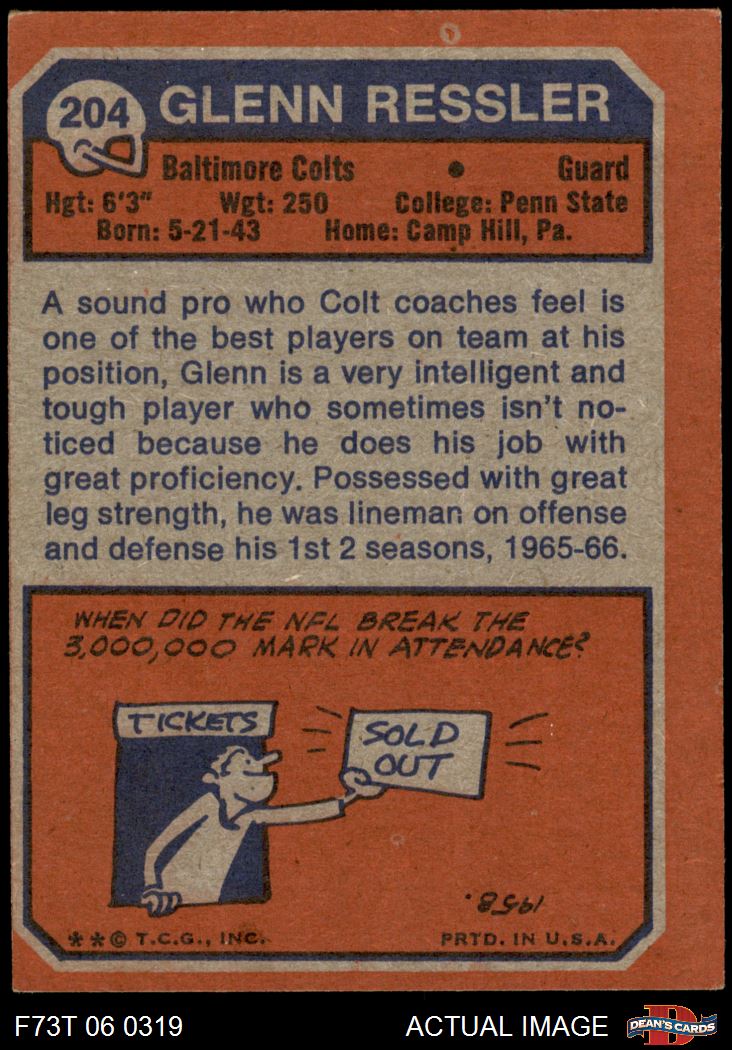 204 GLENN RESSLER
Baltimore Colts • Guard
Hgt: 6'3" Wgt: 250 College: Penn State
Born: 5-21-43 Home: Camp Hill, Pa.
A sound pro who Colt coaches feel is
one of the best players on team at his
position, Glenn is a very intelligent and
tough player who sometimes isn't no-
ticed because he does his job with
great proficiency. Possessed with great
leg strength, he was lineman on offense
and defense his 1st 2 seasons, 1965-66.
WHEN DID THE NFL BREAK THE
3,000,000 MARK IN ATTENDANCE?
TICKETS
SOLD
OUT
1958.
**© T.C.G., INC. PRTD. IN U.S.A.
F73T 06 0319 ACTUAL IMAGE D DEAN'S CARDS